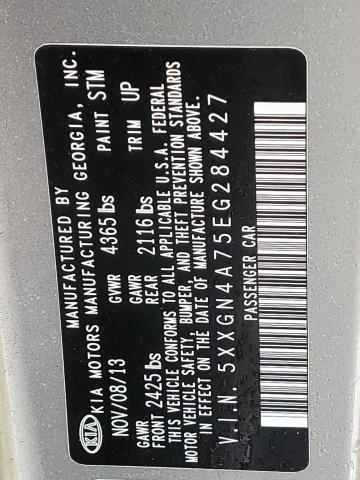 MANUFACTURED BY
KIA KIA MOTORS MANUFACTURING GEORGIA, INC.
NOV/08/13 GVWR 4365 lbs PAINT STM
GAWR FRONT 2425 lbs GAWR REAR 2116 lbs TRIM UP
THIS VEHICLE CONFORMS TO ALL APPLICABLE U.S.A. FEDERAL
MOTOR VEHICLE SAFETY, BUMPER, AND THEFT PREVENTION STANDARDS
IN EFFECT ON THE DATE OF MANUFACTURE SHOWN ABOVE.
V.I.N. 5XXGN4A75EG284427
PASSENGER CAR